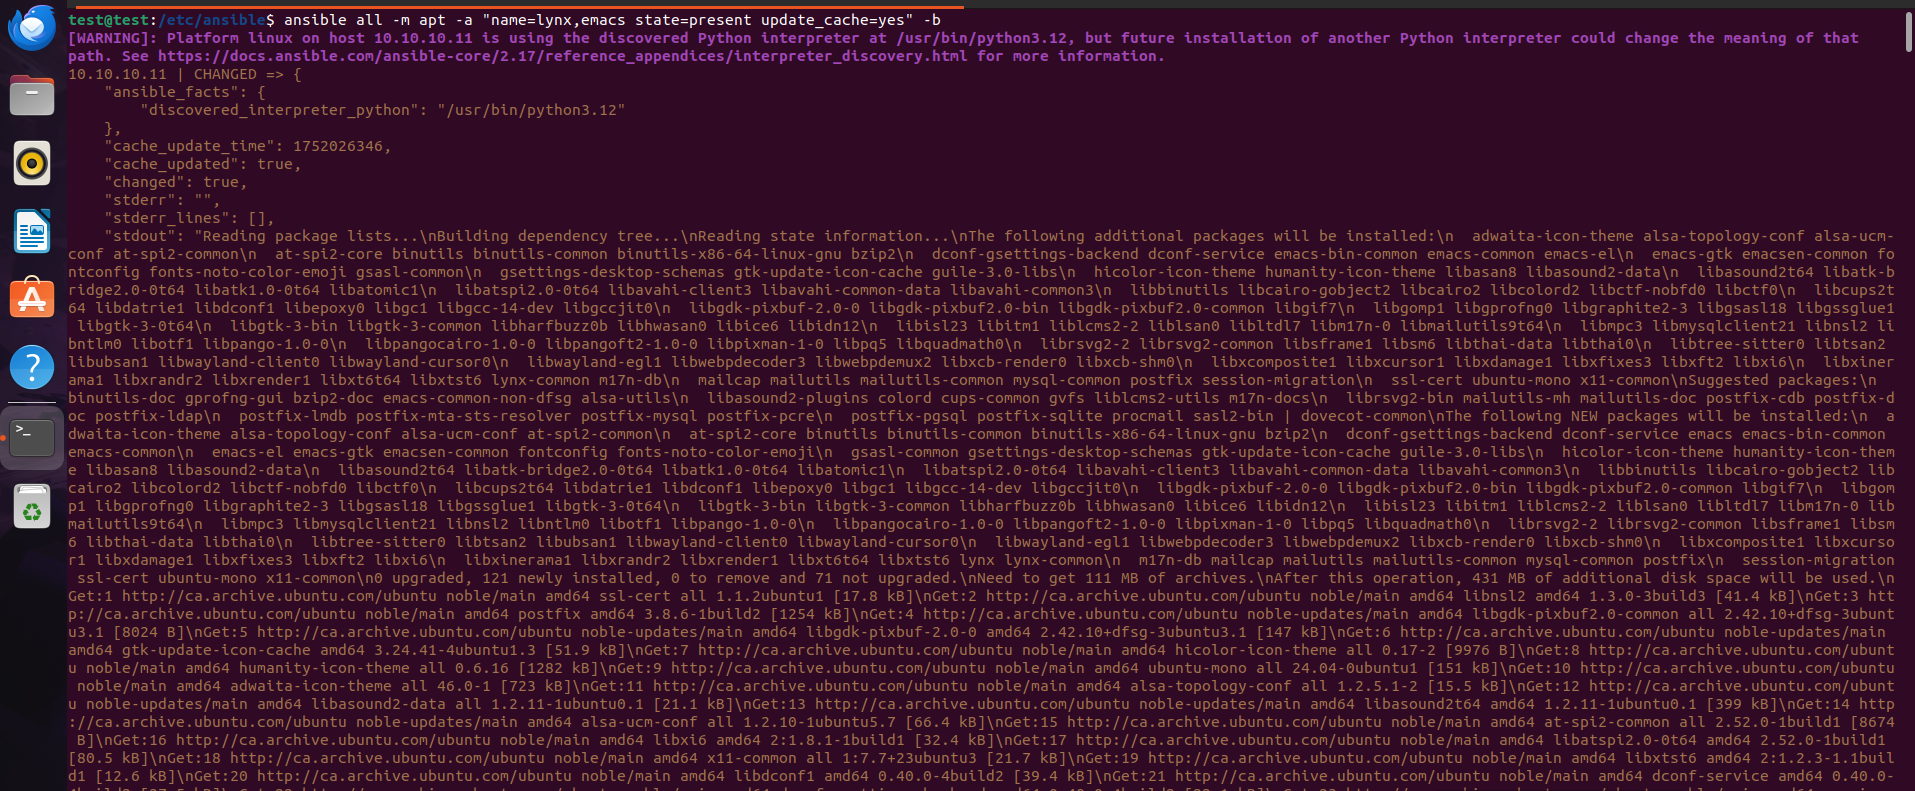 test@test:/etc/ansible$ ansible all -m apt -a "name=lynx,emacs state=present update_cache=yes" -b
[WARNING]: Platform linux on host 10.10.10.11 is using the discovered Python interpreter at /usr/bin/python3.12, but future installation of another Python interpreter could change the meaning of that
path. See https://docs.ansible.com/ansible-core/2.17/reference_appendices/interpreter_discovery.html for more information.
10.10.10.11 | CHANGED => {
    "ansible_facts": {
        "discovered_interpreter_python": "/usr/bin/python3.12"
    },
    "cache_update_time": 1752026346,
    "cache_updated": true,
    "changed": true,
    "stderr": "",
    "stderr_lines": [],
    "stdout": "Reading package lists...\nBuilding dependency tree...\nReading state information...\nThe following additional packages will be installed:\n  adwaita-icon-theme alsa-topology-conf alsa-ucm-
conf at-spi2-common\n  at-spi2-core binutils binutils-common binutils-x86-64-linux-gnu bzip2\n  dconf-gsettings-backend dconf-service emacs-bin-common emacs-common emacs-el\n  emacs-gtk emacsen-common fo
ntconfig fonts-noto-color-emoji gsasl-common\n  gsettings-desktop-schemas gtk-update-icon-cache guile-3.0-libs\n  hicolor-icon-theme humanity-icon-theme libasan8 libasound2-data\n  libasound2t64 libatk-b
ridge2.0-0t64 libatk1.0-0t64 libatomic1\n  libatspi2.0-0t64 libavahi-client3 libavahi-common-data libavahi-common3\n  libbinutils libcairo-gobject2 libcairo2 libcolord2 libctf-nobfd0 libctf0\n  libcups2t
64 libdatrie1 libdconf1 libepoxy0 libgc1 libgcc-14-dev libgccjit0\n  libgdk-pixbuf-2.0-0 libgdk-pixbuf2.0-bin libgdk-pixbuf2.0-common libgif7\n  libgomp1 libgprofng0 libgraphite2-3 libgsasl18 libgssglue1
 libgtk-3-0t64\n  libgtk-3-bin libgtk-3-common libharfbuzz0b libhwasan0 libice6 libidn12\n  libisl23 libitm1 liblcms2-2 liblsan0 libltdl7 libm17n-0 libmailutils9t64\n  libmpc3 libmysqlclient21 libnsl2 li
bntlm0 libotf1 libpango-1.0-0\n  libpangocairo-1.0-0 libpangoft2-1.0-0 libpixman-1-0 libpq5 libquadmath0\n  librsvg2-2 librsvg2-common libsframe1 libsm6 libthai-data libthai0\n  libtree-sitter0 libtsan2
libubsan1 libwayland-client0 libwayland-cursor0\n  libwayland-egl1 libwebpdecoder3 libwebpdemux2 libxcb-render0 libxcb-shm0\n  libxcomposite1 libxcursor1 libxdamage1 libxfixes3 libxft2 libxi6\n  libxiner
ama1 libxrandr2 libxrender1 libxt6t64 libxtst6 lynx-common m17n-db\n  mailcap mailutils mailutils-common mysql-common postfix session-migration\n  ssl-cert ubuntu-mono x11-common\nSuggested packages:\n
binutils-doc gprofng-gui bzip2-doc emacs-common-non-dfsg alsa-utils\n  libasound2-plugins colord cups-common gvfs liblcms2-utils m17n-docs\n  librsvg2-bin mailutils-mh mailutils-doc postfix-cdb postfix-d
oc postfix-ldap\n  postfix-lmdb postfix-mta-sts-resolver postfix-mysql postfix-pcre\n  postfix-pgsql postfix-sqlite procmail sasl2-bin | dovecot-common\nThe following NEW packages will be installed:\n  a
dwaita-icon-theme alsa-topology-conf alsa-ucm-conf at-spi2-common\n  at-spi2-core binutils binutils-common binutils-x86-64-linux-gnu bzip2\n  dconf-gsettings-backend dconf-service emacs emacs-bin-common
emacs-common\n  emacs-el emacs-gtk emacsen-common fontconfig fonts-noto-color-emoji\n  gsasl-common gsettings-desktop-schemas gtk-update-icon-cache guile-3.0-libs\n  hicolor-icon-theme humanity-icon-them
e libasan8 libasound2-data\n  libasound2t64 libatk-bridge2.0-0t64 libatk1.0-0t64 libatomic1\n  libatspi2.0-0t64 libavahi-client3 libavahi-common-data libavahi-common3\n  libbinutils libcairo-gobject2 lib
cairo2 libcolord2 libctf-nobfd0 libctf0\n  libcups2t64 libdatrie1 libdconf1 libepoxy0 libgc1 libgcc-14-dev libgccjit0\n  libgdk-pixbuf-2.0-0 libgdk-pixbuf2.0-bin libgdk-pixbuf2.0-common libgif7\n  libgom
p1 libgprofng0 libgraphite2-3 libgsasl18 libgssglue1 libgtk-3-0t64\n  libgtk-3-bin libgtk-3-common libharfbuzz0b libhwasan0 libice6 libidn12\n  libisl23 libitm1 liblcms2-2 liblsan0 libltdl7 libm17n-0 lib
mailutils9t64\n  libmpc3 libmysqlclient21 libnsl2 libntlm0 libotf1 libpango-1.0-0\n  libpangocairo-1.0-0 libpangoft2-1.0-0 libpixman-1-0 libpq5 libquadmath0\n  librsvg2-2 librsvg2-common libsframe1 libsm
6 libthai-data libthai0\n  libtree-sitter0 libtsan2 libubsan1 libwayland-client0 libwayland-cursor0\n  libwayland-egl1 libwebpdecoder3 libwebpdemux2 libxcb-render0 libxcb-shm0\n  libxcomposite1 libxcurso
r1 libxdamage1 libxfixes3 libxft2 libxi6\n  libxinerama1 libxrandr2 libxrender1 libxt6t64 libxtst6 lynx lynx-common\n  m17n-db mailcap mailutils mailutils-common mysql-common postfix\n  session-migration
 ssl-cert ubuntu-mono x11-common\n0 upgraded, 121 newly installed, 0 to remove and 71 not upgraded.\nNeed to get 111 MB of archives.\nAfter this operation, 431 MB of additional disk space will be used.\n
Get:1 http://ca.archive.ubuntu.com/ubuntu noble/main amd64 ssl-cert all 1.1.2ubuntu1 [17.8 kB]\nGet:2 http://ca.archive.ubuntu.com/ubuntu noble/main amd64 libnsl2 amd64 1.3.0-3build3 [41.4 kB]\nGet:3 htt
p://ca.archive.ubuntu.com/ubuntu noble/main amd64 postfix amd64 3.8.6-1build2 [1254 kB]\nGet:4 http://ca.archive.ubuntu.com/ubuntu noble-updates/main amd64 libgdk-pixbuf2.0-common all 2.42.10+dfsg-3ubunt
u3.1 [8024 B]\nGet:5 http://ca.archive.ubuntu.com/ubuntu noble-updates/main amd64 libgdk-pixbuf-2.0-0 amd64 2.42.10+dfsg-3ubuntu3.1 [147 kB]\nGet:6 http://ca.archive.ubuntu.com/ubuntu noble-updates/main
amd64 gtk-update-icon-cache amd64 3.24.41-4ubuntu1.3 [51.9 kB]\nGet:7 http://ca.archive.ubuntu.com/ubuntu noble/main amd64 hicolor-icon-theme all 0.17-2 [9976 B]\nGet:8 http://ca.archive.ubuntu.com/ubunt
u noble/main amd64 humanity-icon-theme all 0.6.16 [1282 kB]\nGet:9 http://ca.archive.ubuntu.com/ubuntu noble/main amd64 ubuntu-mono all 24.04-0ubuntu1 [151 kB]\nGet:10 http://ca.archive.ubuntu.com/ubuntu
 noble/main amd64 adwaita-icon-theme all 46.0-1 [723 kB]\nGet:11 http://ca.archive.ubuntu.com/ubuntu noble/main amd64 alsa-topology-conf all 1.2.5.1-2 [15.5 kB]\nGet:12 http://ca.archive.ubuntu.com/ubunt
u noble-updates/main amd64 libasound2-data all 1.2.11-1ubuntu0.1 [21.1 kB]\nGet:13 http://ca.archive.ubuntu.com/ubuntu noble-updates/main amd64 libasound2t64 amd64 1.2.11-1ubuntu0.1 [399 kB]\nGet:14 http
://ca.archive.ubuntu.com/ubuntu noble-updates/main amd64 alsa-ucm-conf all 1.2.10-1ubuntu5.7 [66.4 kB]\nGet:15 http://ca.archive.ubuntu.com/ubuntu noble/main amd64 at-spi2-common all 2.52.0-1build1 [8674
 B]\nGet:16 http://ca.archive.ubuntu.com/ubuntu noble/main amd64 libxi6 amd64 2:1.8.1-1build1 [32.4 kB]\nGet:17 http://ca.archive.ubuntu.com/ubuntu noble/main amd64 libatspi2.0-0t64 amd64 2.52.0-1build1
[80.5 kB]\nGet:18 http://ca.archive.ubuntu.com/ubuntu noble/main amd64 x11-common all 1:7.7+23ubuntu3 [21.7 kB]\nGet:19 http://ca.archive.ubuntu.com/ubuntu noble/main amd64 libxtst6 amd64 2:1.2.3-1.1buil
d1 [12.6 kB]\nGet:20 http://ca.archive.ubuntu.com/ubuntu noble/main amd64 libdconf1 amd64 0.40.0-4build2 [39.4 kB]\nGet:21 http://ca.archive.ubuntu.com/ubuntu noble/main amd64 dconf-service amd64 0.40.0-